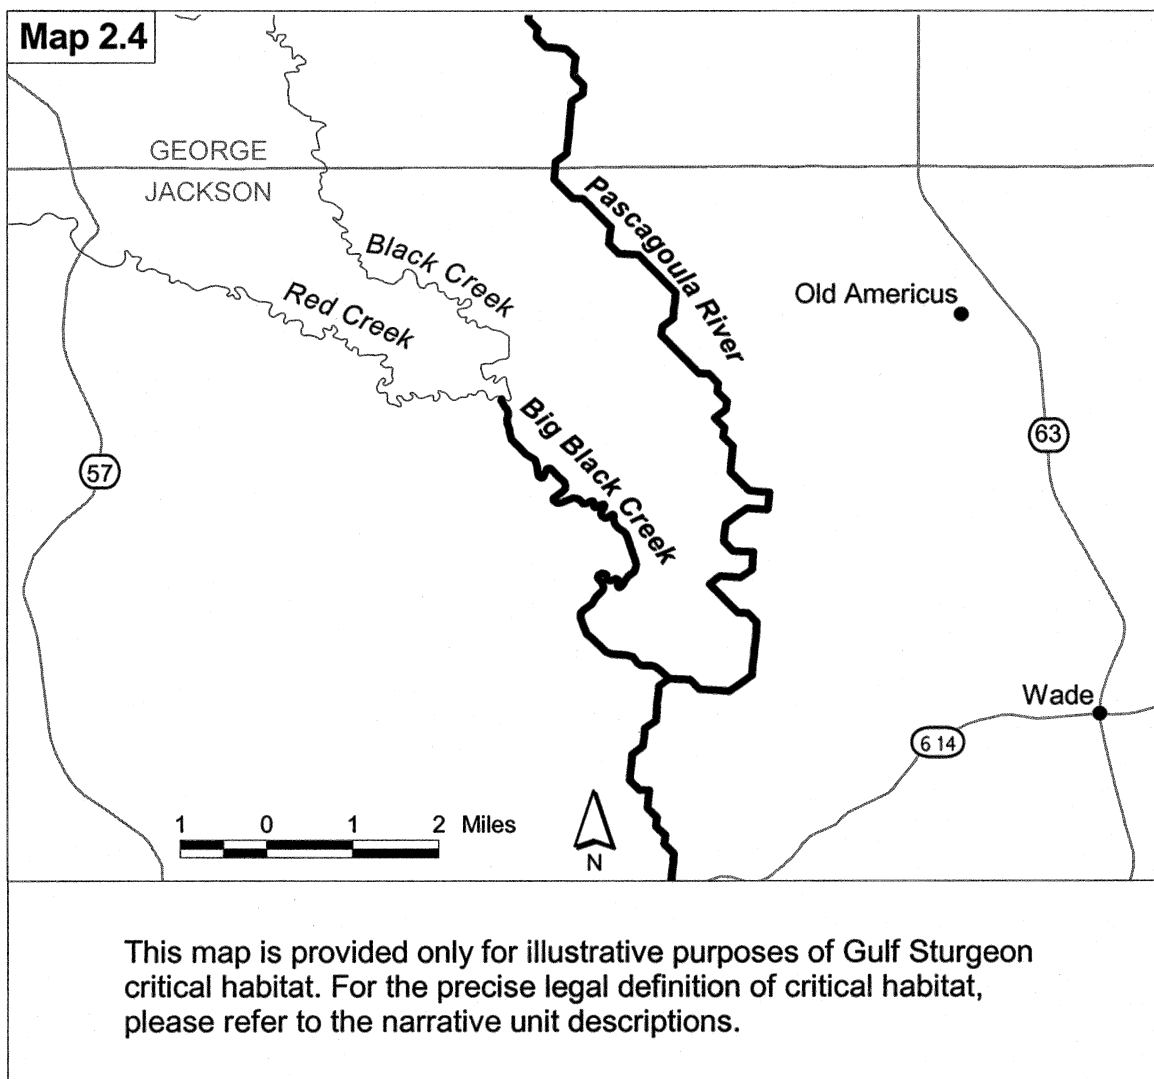 Map 2.4
GEORGE
JACKSON
Pascagoula River
Black Creek
Red Creek
Old Americus
Big Black Creek
63
57
Wade
6 14
1 0 1 2 Miles
N
This map is provided only for illustrative purposes of Gulf Sturgeon
critical habitat. For the precise legal definition of critical habitat,
please refer to the narrative unit descriptions.